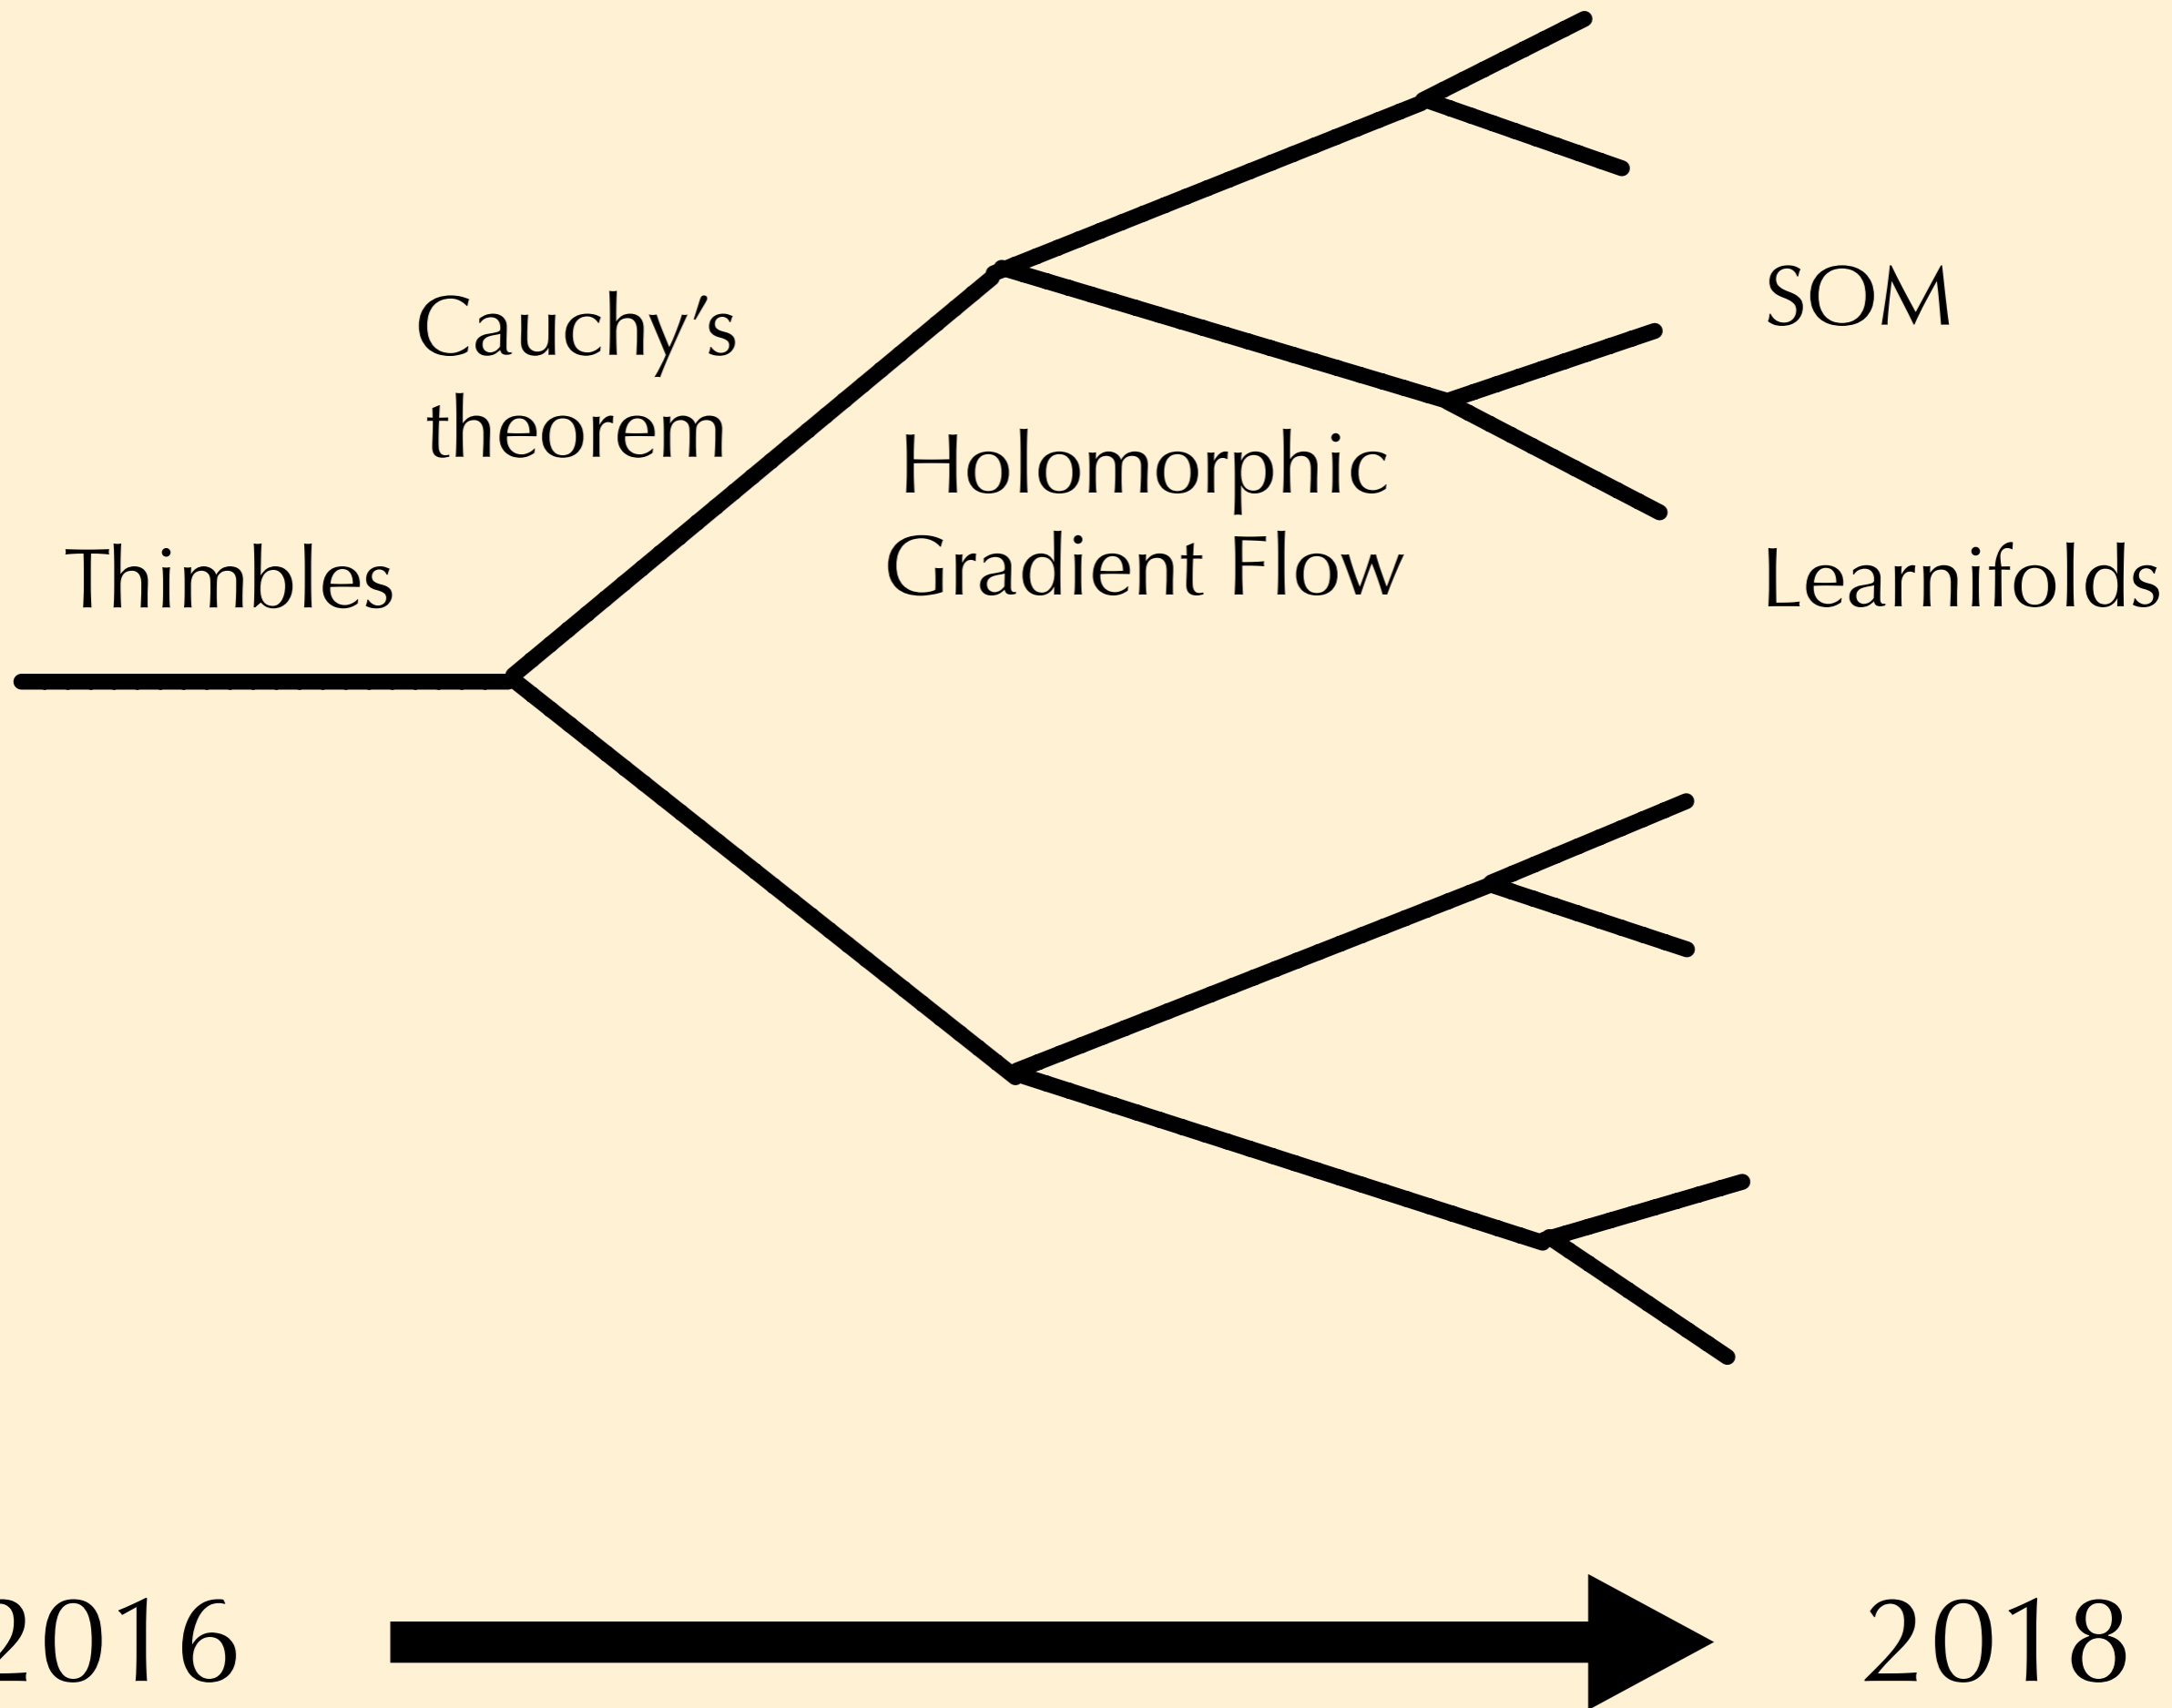 Thimbles
Cauchy's
theorem
Holomorphic
Gradient Flow
SOM
Learnifolds
2016
2018